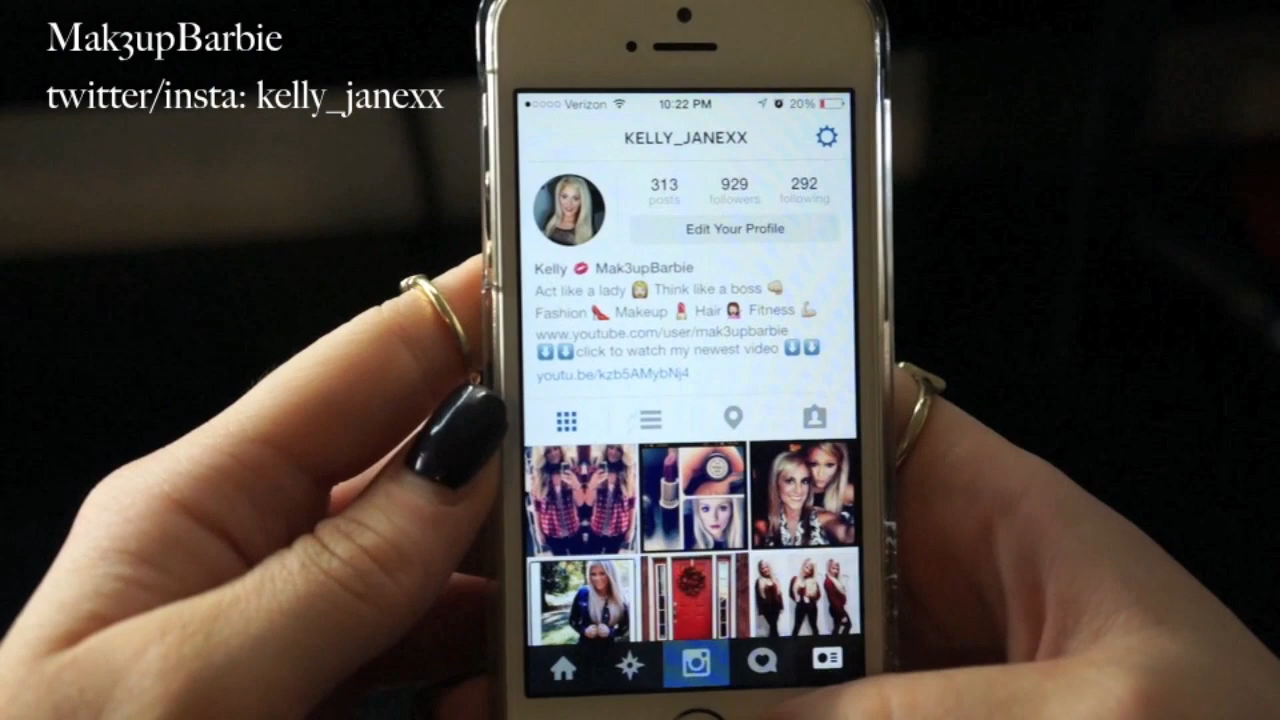 Mak3upBarbie
twitter/insta: kelly_janexx
Verizon 10:22 PM 20%
KELLY_JANEXX
313 929 292
posts followers following
Edit Your Profile
Kelly 💋 Mak3upBarbie
Act like a lady 👸 Think like a boss 👊
Fashion 👠 Makeup 💄 Hair 💇 Fitness 💪
www.youtube.com/user/mak3upbarbie
⬇️⬇️click to watch my newest video ⬇️⬇️
youtu.be/kzb5AMybNj4